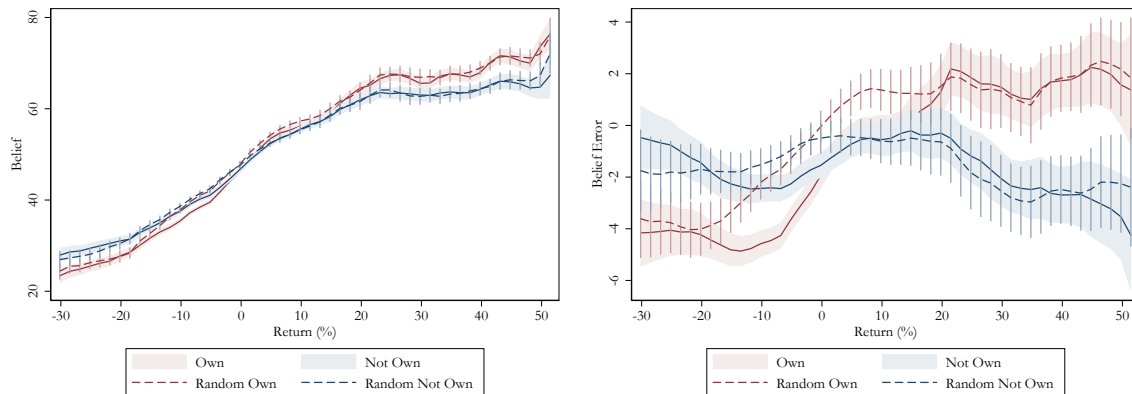 Belief
80
60
40
20
-30 -20 -10 0 10 20 30 40 50
Return (%)
Own Not Own
Random Own Random Not Own
Belief Error
4
2
0
-2
-4
-6
-30 -20 -10 0 10 20 30 40 50
Return (%)
Own Not Own
Random Own Random Not Own